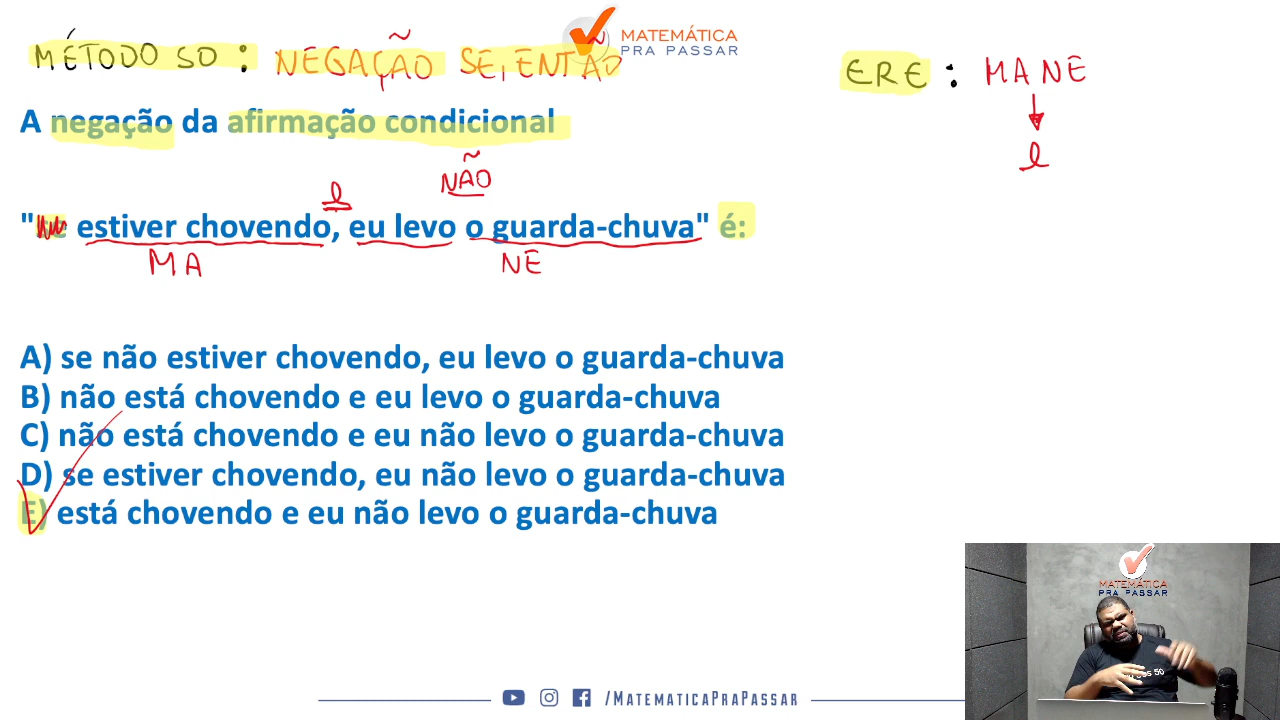 MATEMÁTICA
PRA PASSAR
MÉTODO SD : NEGAÇÃO SE, ENTÃO
ERE : MANE
e
A negação da afirmação condicional
e NÃO
estiver chovendo, eu levo o guarda-chuva" é:
MA NE
A) se não estiver chovendo, eu levo o guarda-chuva
B) não está chovendo e eu levo o guarda-chuva
C) não está chovendo e eu não levo o guarda-chuva
D) se estiver chovendo, eu não levo o guarda-chuva
E) está chovendo e eu não levo o guarda-chuva
MATEMÁTICA
PRA PASSAR
/MATEMATICAPRAPASSAR